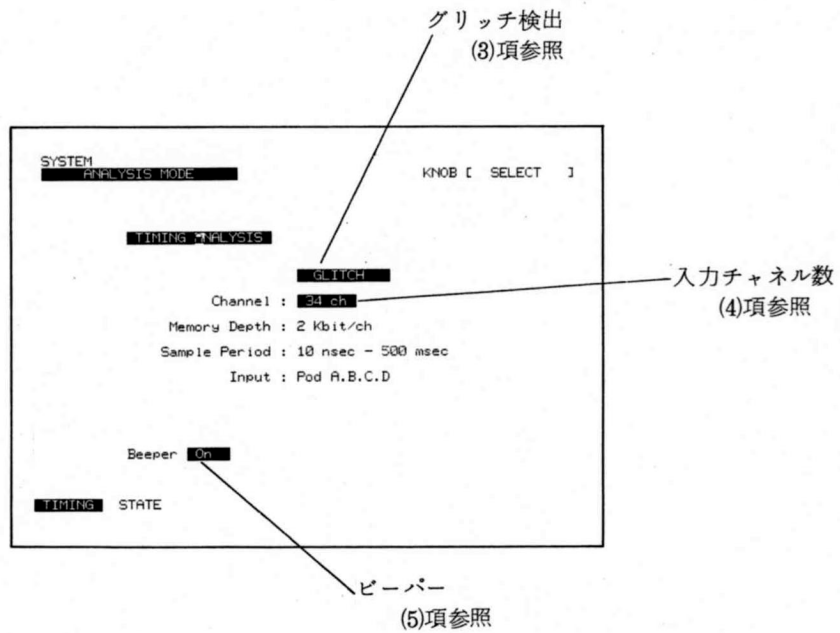 グリッチ検出
(3)項参照
SYSTEM
ANALYSIS MODE
KNOB [ SELECT ]
TIMING ANALYSIS
GLITCH
Channel : 34 ch
入力チャネル数
(4)項参照
Memory Depth : 2 Kbit/ch
Sample Period : 10 nsec - 500 msec
Input : Pod A.B.C.D
Beeper On
TIMING STATE
ビーパー
(5)項参照